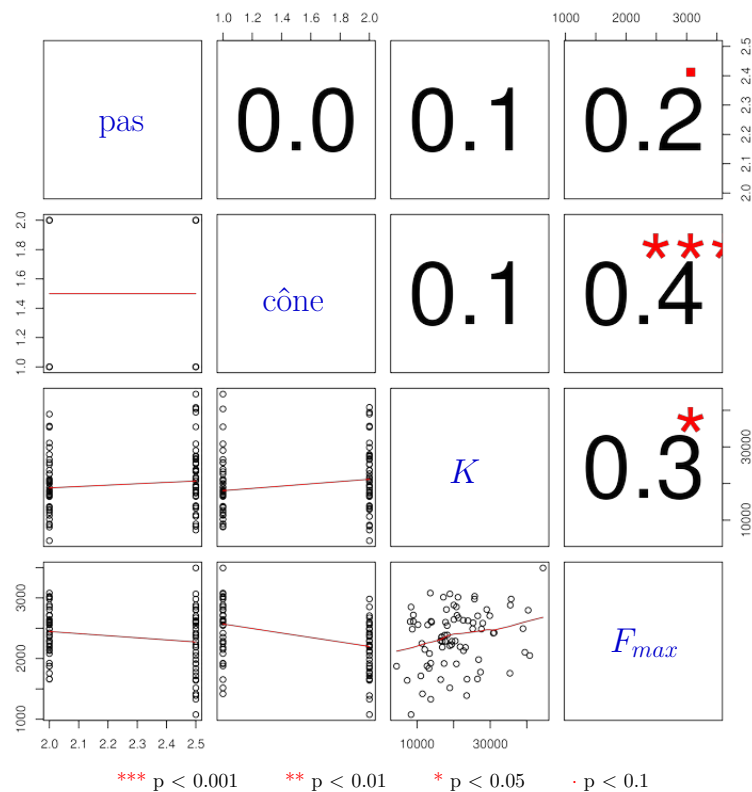 1.0 1.2 1.4 1.6 1.8 2.0 1000 3000
pas 0.0 0.1 0.2
2.0 2.1 2.2 2.3 2.4 2.5
1.0 1.2 1.4 1.6 1.8 2.0
cône 0.1 0.4 ***
K 0.3 *
10000 30000
1000 2000 3000
F_max
2.0 2.1 2.2 2.3 2.4 2.5 10000 30000
*** p < 0.001 ** p < 0.01 * p < 0.05 · p < 0.1